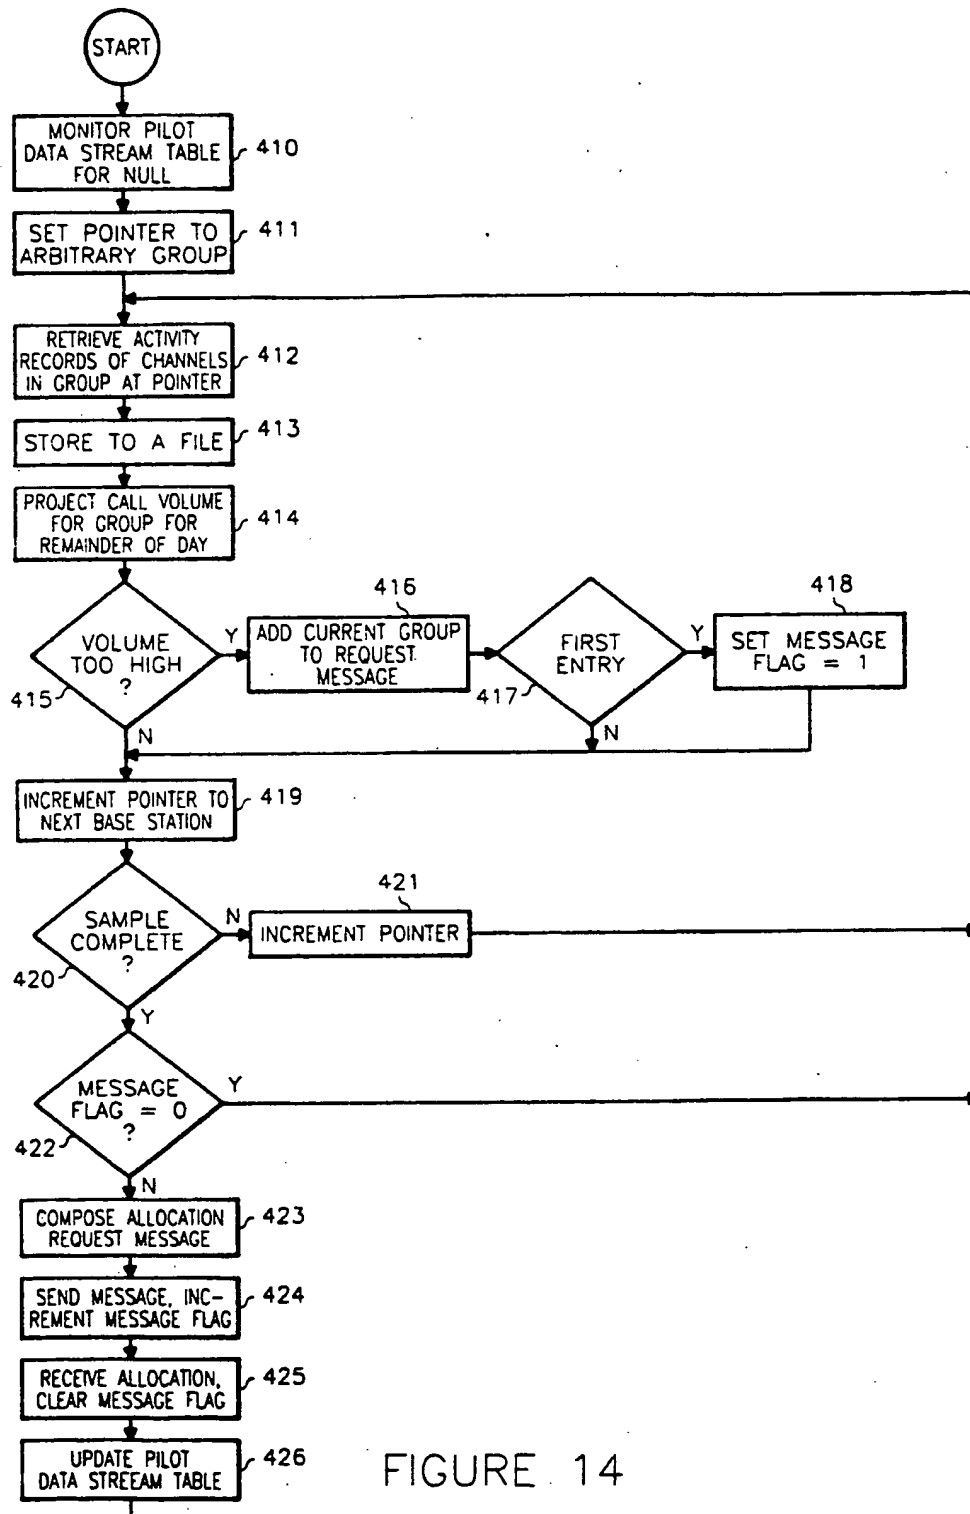 START
MONITOR PILOT
DATA STREAM TABLE
FOR NULL
410
SET POINTER TO
ARBITRARY GROUP
411
RETRIEVE ACTIVITY
RECORDS OF CHANNELS
IN GROUP AT POINTER
412
STORE TO A FILE
413
PROJECT CALL VOLUME
FOR GROUP FOR
REMAINDER OF DAY
414
VOLUME
TOO HIGH
?
415
Y
N
ADD CURRENT GROUP
TO REQUEST
MESSAGE
416
FIRST
ENTRY
417
Y
N
SET MESSAGE
FLAG = 1
418
INCREMENT POINTER TO
NEXT BASE STATION
419
SAMPLE
COMPLETE
?
420
N
Y
INCREMENT POINTER
421
MESSAGE
FLAG = 0
?
422
Y
N
COMPOSE ALLOCATION
REQUEST MESSAGE
423
SEND MESSAGE, INC-
REMENT MESSAGE FLAG
424
RECEIVE ALLOCATION,
CLEAR MESSAGE FLAG
425
UPDATE PILOT
DATA STREEAM TABLE
426
FIGURE 14